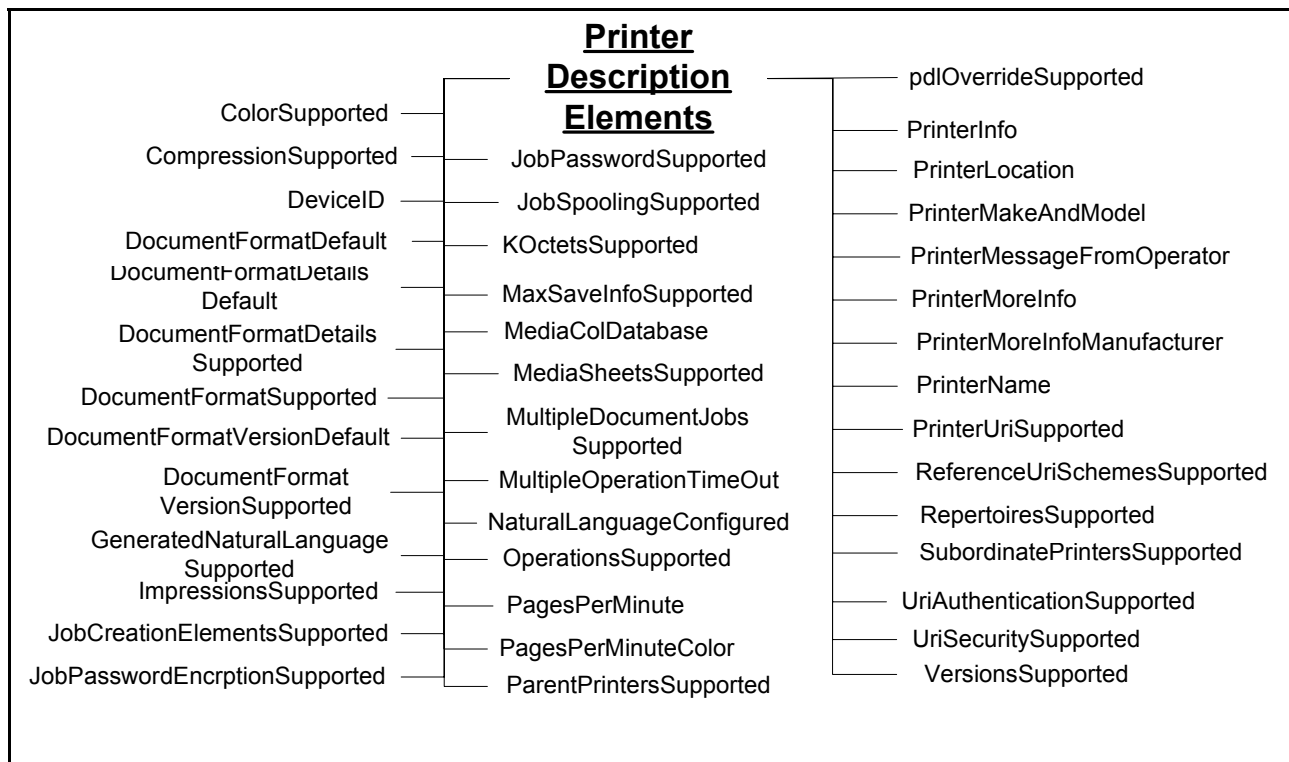 Printer
Description
Elements
ColorSupported
CompressionSupported
DeviceID
DocumentFormatDefault
DocumentFormatDetails
Default
DocumentFormatDetails
Supported
DocumentFormatSupported
DocumentFormatVersionDefault
DocumentFormat
VersionSupported
GeneratedNaturalLanguage
Supported
ImpressionsSupported
JobCreationElementsSupported
JobPasswordEncrptionSupported
JobPasswordSupported
JobSpoolingSupported
KOctetsSupported
MaxSaveInfoSupported
MediaColDatabase
MediaSheetsSupported
MultipleDocumentJobs
Supported
MultipleOperationTimeOut
NaturalLanguageConfigured
OperationsSupported
PagesPerMinute
PagesPerMinuteColor
ParentPrintersSupported
pdlOverrideSupported
PrinterInfo
PrinterLocation
PrinterMakeAndModel
PrinterMessageFromOperator
PrinterMoreInfo
PrinterMoreInfoManufacturer
PrinterName
PrinterUriSupported
ReferenceUriSchemesSupported
RepertoiresSupported
SubordinatePrintersSupported
UriAuthenticationSupported
UriSecuritySupported
VersionsSupported